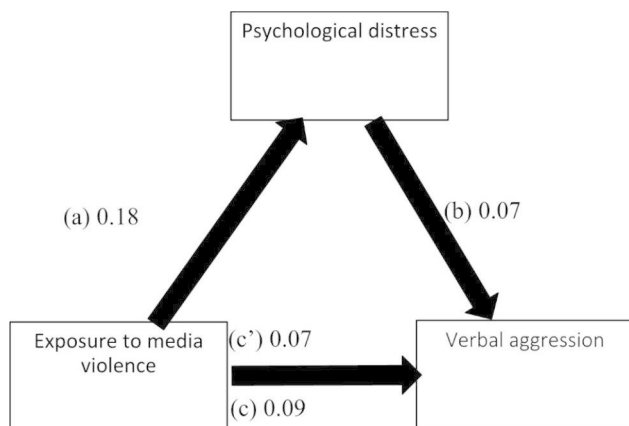 Psychological distress
(a) 0.18
(b) 0.07
Exposure to media
violence
(c’) 0.07
(c) 0.09
Verbal aggression